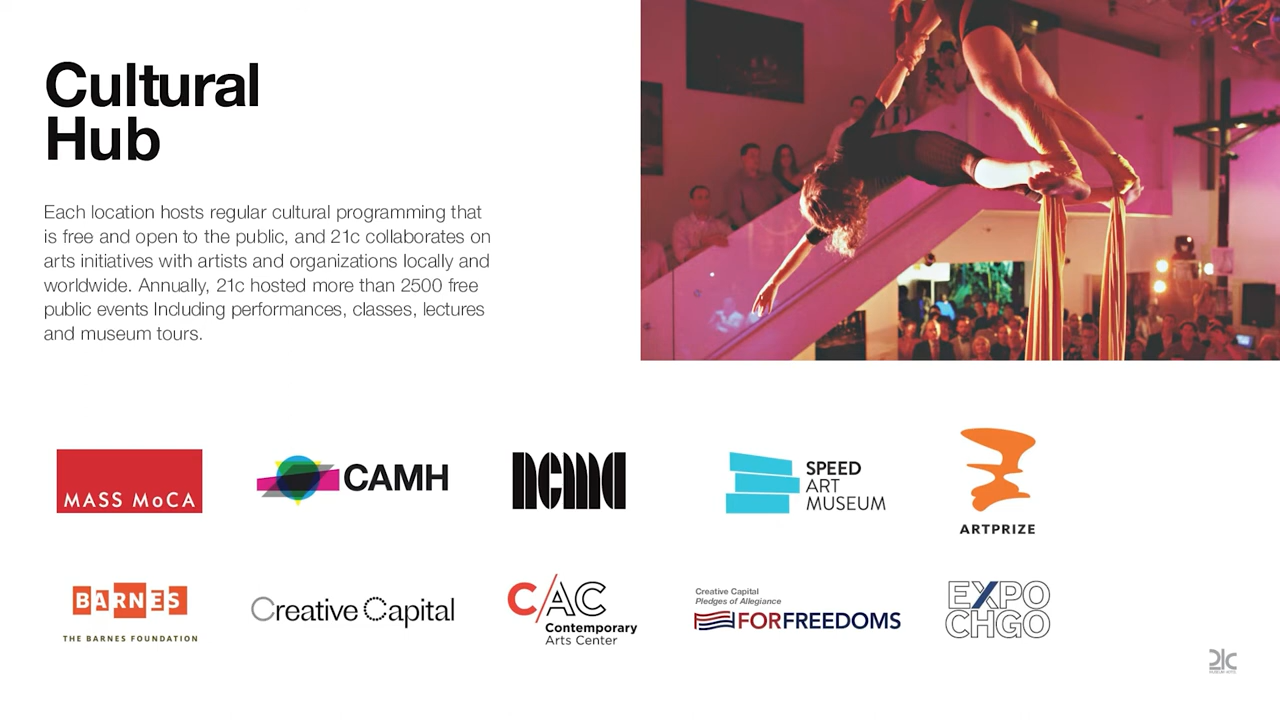 Cultural
Hub
Each location hosts regular cultural programming that
is free and open to the public, and 21c collaborates on
arts initiatives with artists and organizations locally and
worldwide. Annually, 21c hosted more than 2500 free
public events Including performances, classes, lectures
and museum tours.
MASS MoCA
CAMH
ncma
SPEED
ART
MUSEUM
ARTPRIZE
BARNES
THE BARNES FOUNDATION
Creative Capital
C/AC
Contemporary
Arts Center
Creative Capital
Pledges of Allegiance
FORFREEDOMS
EXPO
CHGO
21c